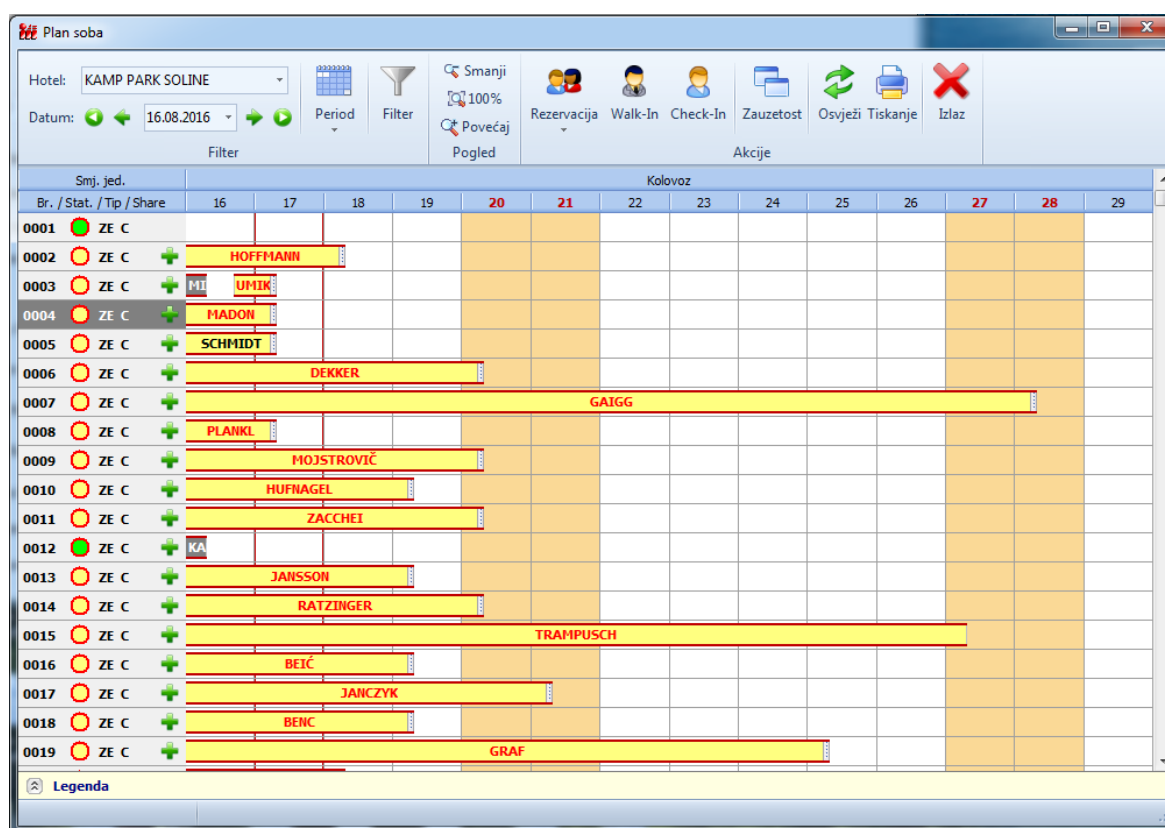 Plan soba
Hotel: KAMP PARK SOLINE
Datum: 16.08.2016
Period
Filter
Smanji
100%
Povećaj
Rezervacija Walk-In Check-In Zauzetost Osvježi Tiskanje Izlaz
Filter Pogled Akcije
Smj. jed. Kolovoz
Br. / Stat. / Tip / Share 16 17 18 19 20 21 22 23 24 25 26 27 28 29
0001 ZE C
0002 ZE C HOFFMANN
0003 ZE C MI UMIK
0004 ZE C MADON
0005 ZE C SCHMIDT
0006 ZE C DEKKER
0007 ZE C GAIGG
0008 ZE C PLANKL
0009 ZE C MOJSTROVIČ
0010 ZE C HUFNAGEL
0011 ZE C ZACCHEI
0012 ZE C KA
0013 ZE C JANSSON
0014 ZE C RATZINGER
0015 ZE C TRAMPUSCH
0016 ZE C BEIĆ
0017 ZE C JANCZYK
0018 ZE C BENC
0019 ZE C GRAF
Legenda